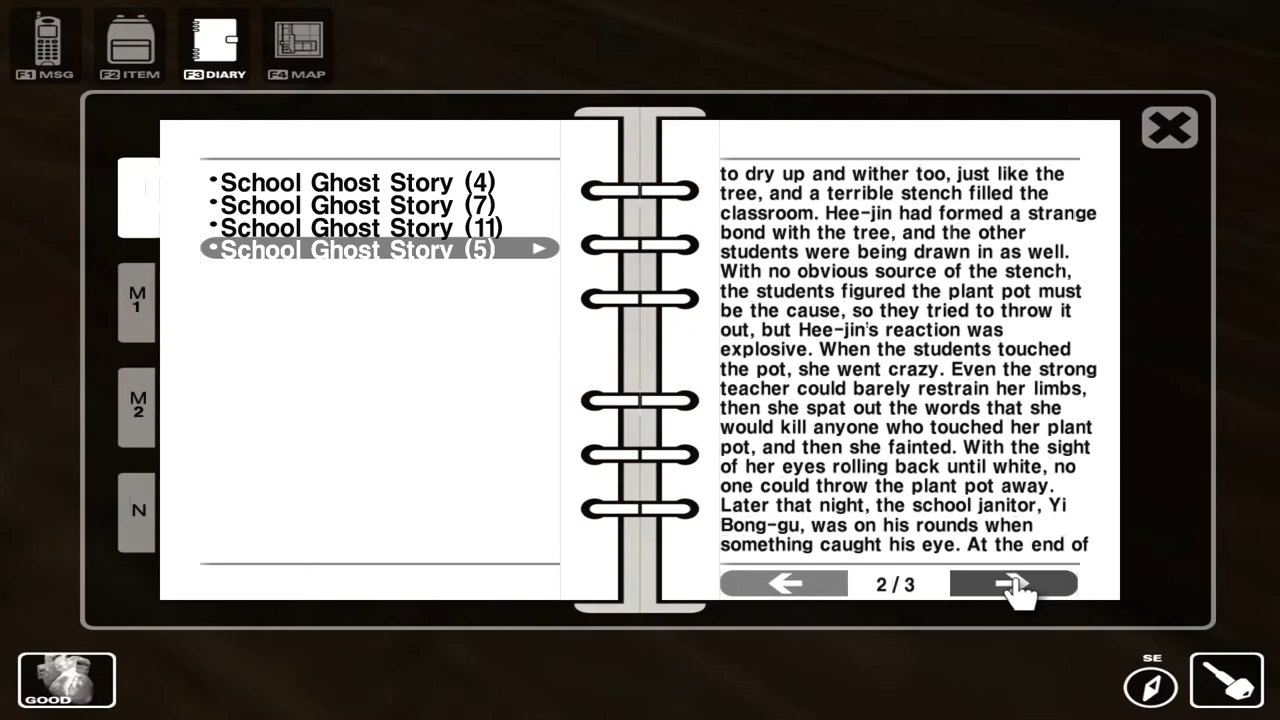 F1 MSG
F2 ITEM
F3 DIARY
F4 MAP
•School Ghost Story (4)
•School Ghost Story (7)
•School Ghost Story (11)
•School Ghost Story (5)
M
1
M
2
N
to dry up and wither too, just like the
tree, and a terrible stench filled the
classroom. Hee-jin had formed a strange
bond with the tree, and the other
students were being drawn in as well.
With no obvious source of the stench,
the students figured the plant pot must
be the cause, so they tried to throw it
out, but Hee-jin's reaction was
explosive. When the students touched
the pot, she went crazy. Even the strong
teacher could barely restrain her limbs,
then she spat out the words that she
would kill anyone who touched her plant
pot, and then she fainted. With the sight
of her eyes rolling back until white, no
one could throw the plant pot away.
Later that night, the school janitor, Yi
Bong-gu, was on his rounds when
something caught his eye. At the end of
2 / 3
GOOD
SE